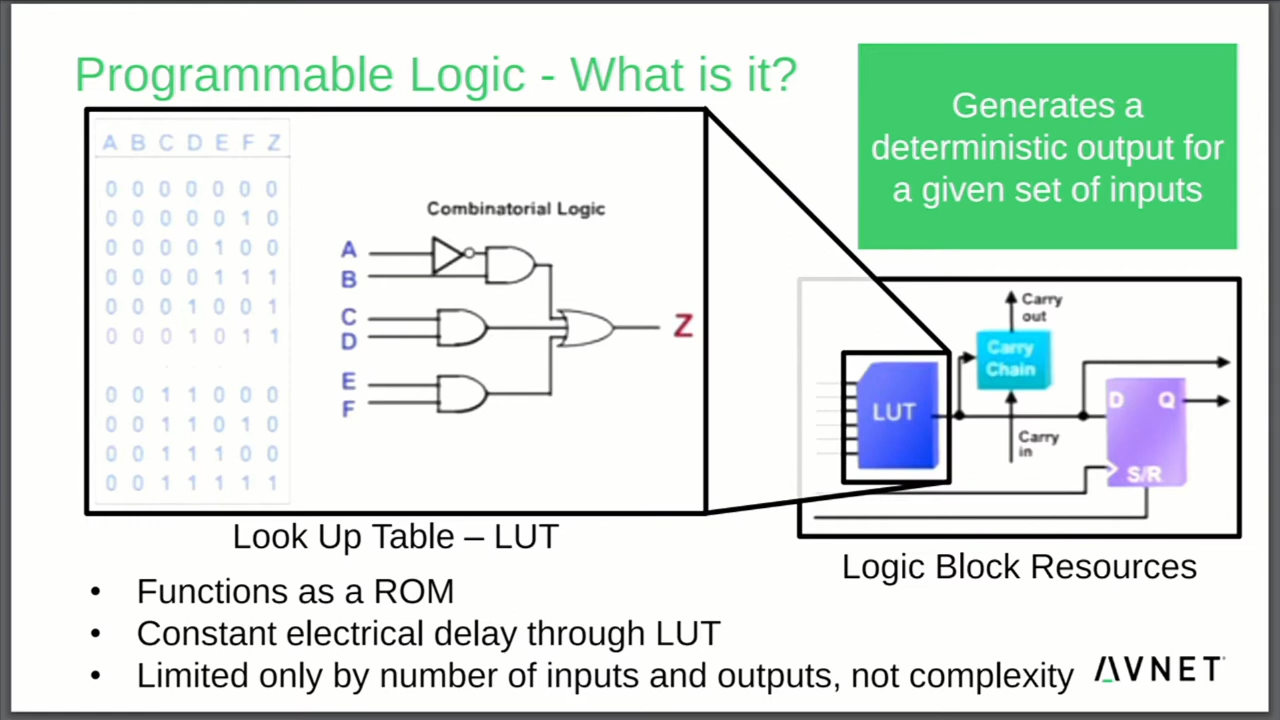 Programmable Logic - What is it?
Generates a
deterministic output for
a given set of inputs
A B C D E F Z
0 0 0 0 0 0 0
0 0 0 0 0 1 0
0 0 0 0 1 0 0
0 0 0 0 1 1 1
0 0 0 1 0 0 1
0 0 0 1 0 1 1
0 0 1 1 0 0 0
0 0 1 1 0 1 0
0 0 1 1 1 0 0
0 0 1 1 1 1 1
Combinatorial Logic
A
B
C
D
E
F
Z
Carry
out
Carry
Chain
LUT
D Q
Carry
in
S/R
Look Up Table – LUT
Logic Block Resources
• Functions as a ROM
• Constant electrical delay through LUT
• Limited only by number of inputs and outputs, not complexity
AVNET